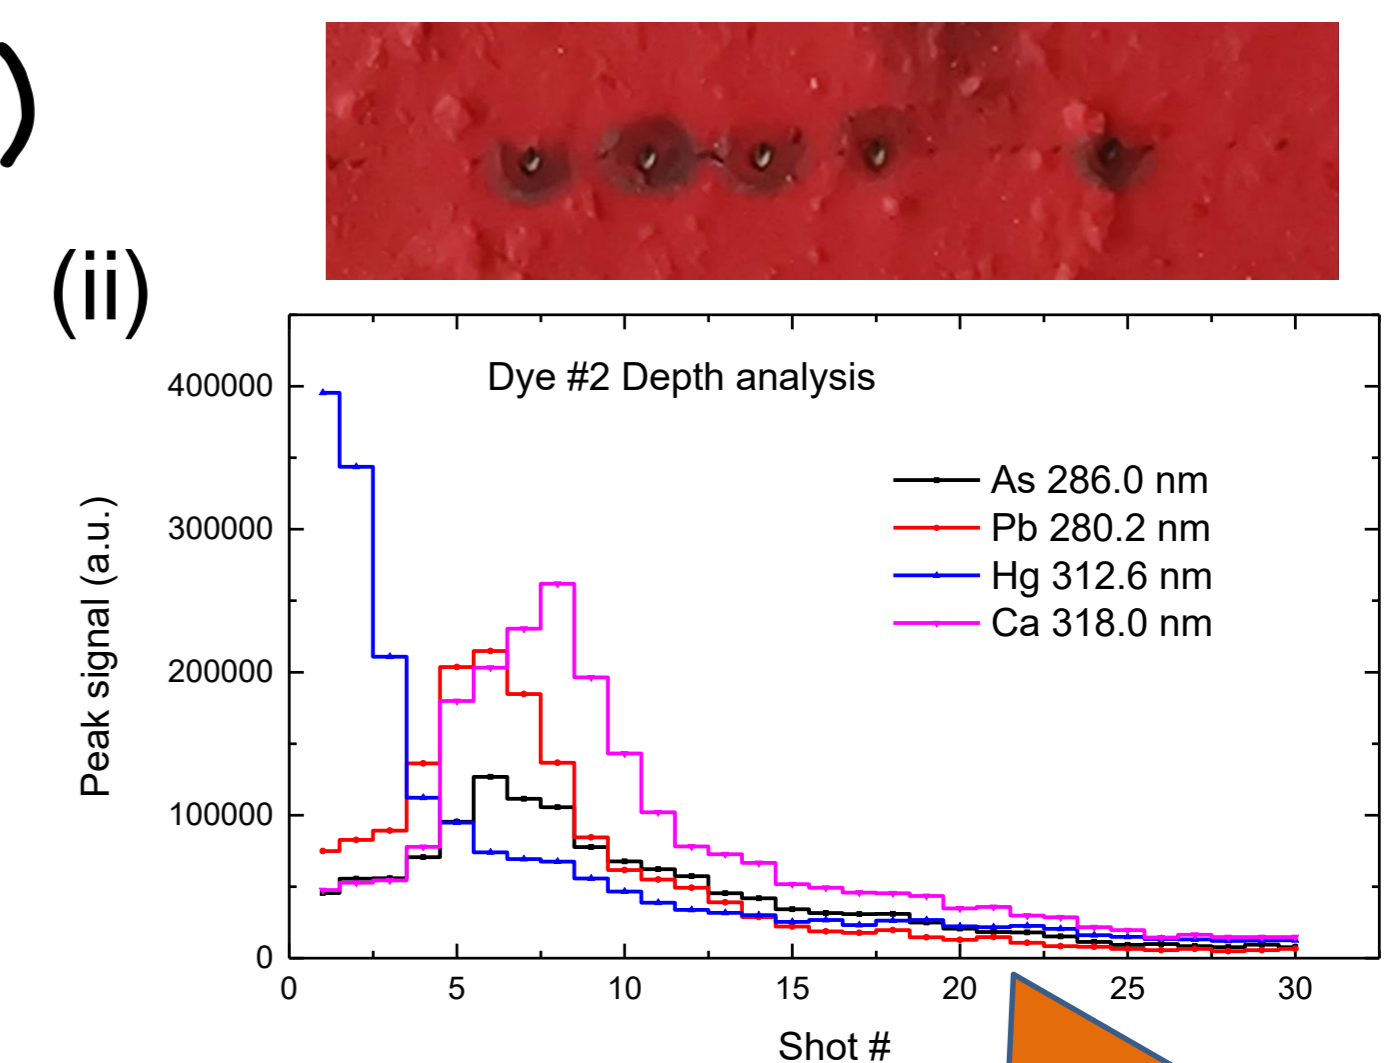 )
(ii)
Dye #2 Depth analysis
As 286.0 nm
Pb 280.2 nm
Hg 312.6 nm
Ca 318.0 nm
Peak signal (a.u.)
400000
300000
200000
100000
0
0 5 10 15 20 25 30
Shot #